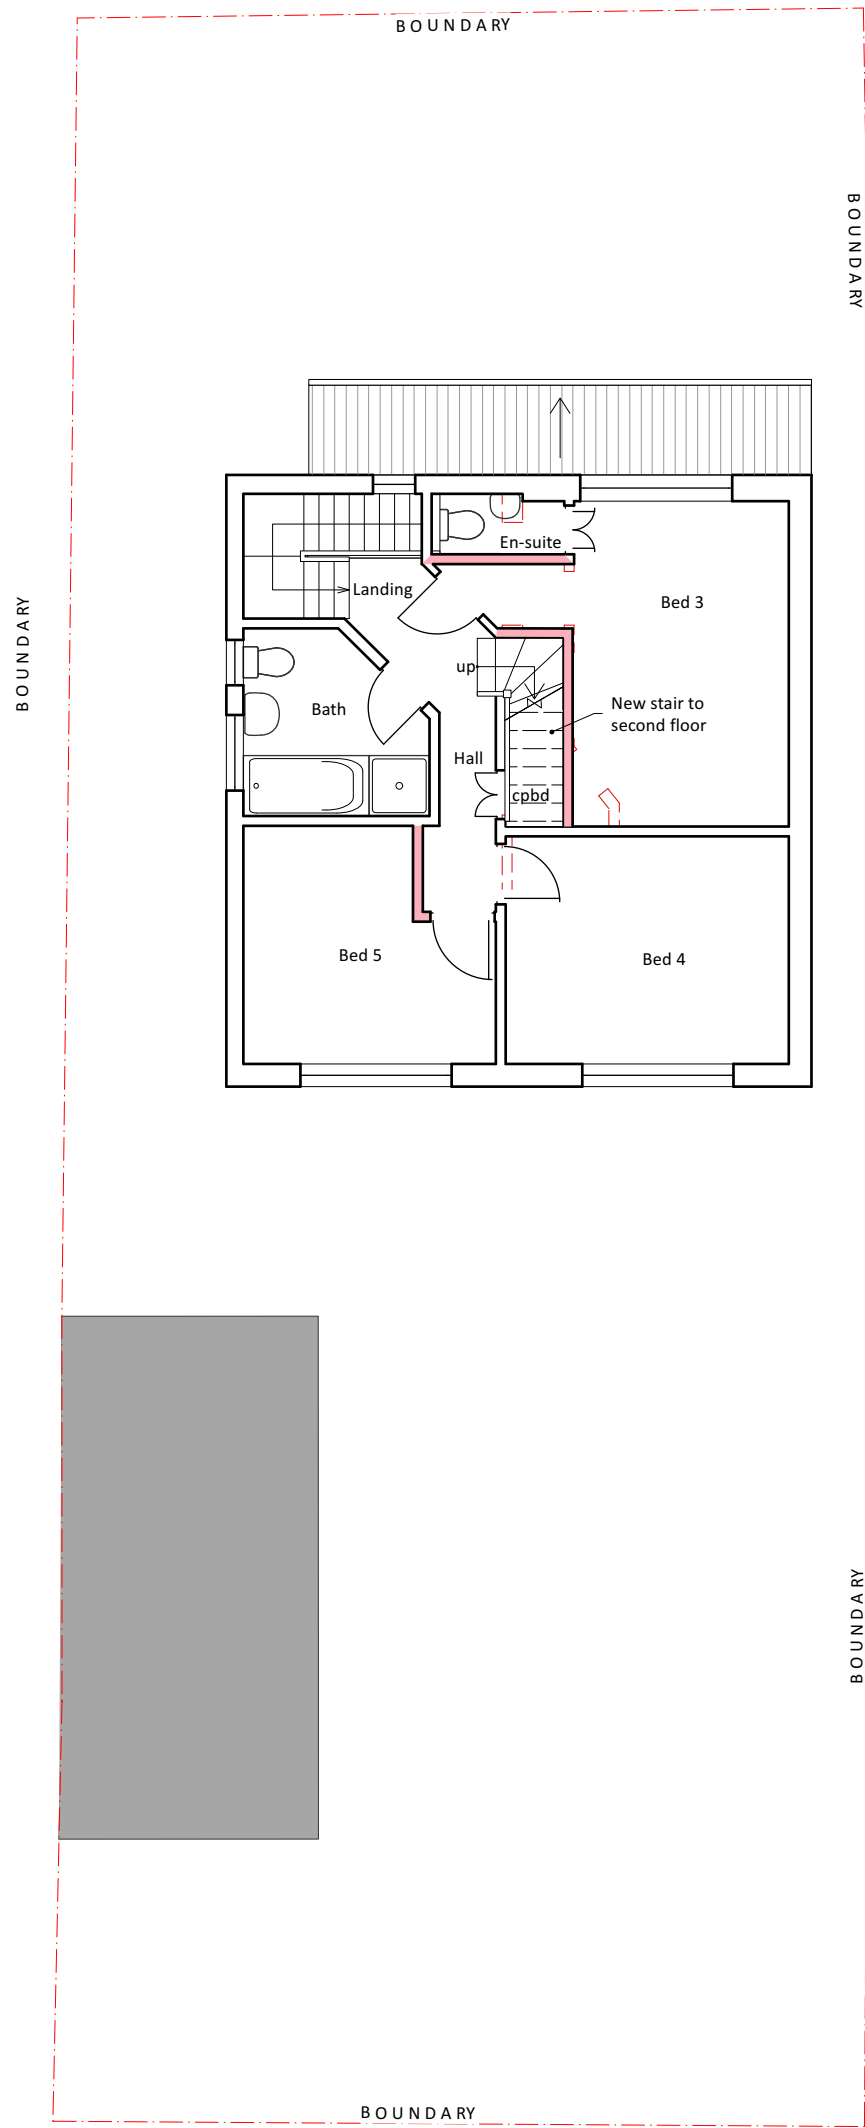 BOUNDARY
BOUNDARY
En-suite
Landing
Bed 3
BOUNDARY
up
New stair to
second floor
Bath
Hall
cpbd
Bed 5
Bed 4
BOUNDARY
BOUNDARY